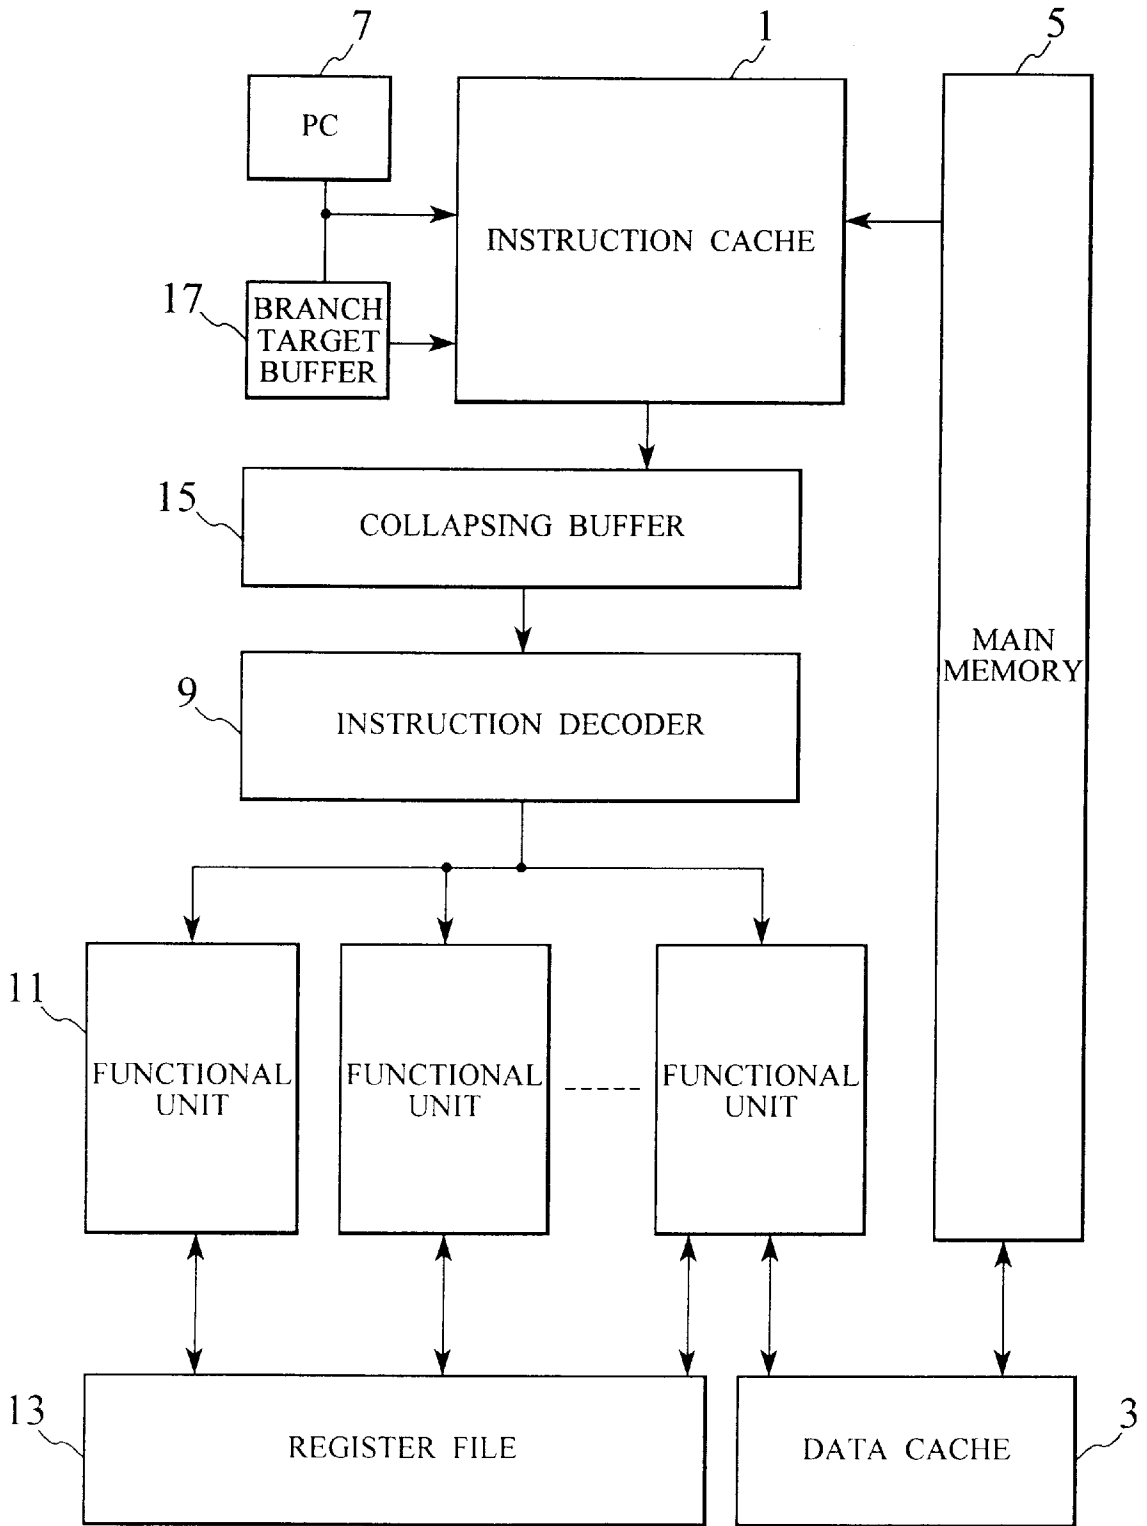 7
1
5
PC
INSTRUCTION CACHE
17
BRANCH
TARGET
BUFFER
15
COLLAPSING BUFFER
MAIN
MEMORY
9
INSTRUCTION DECODER
11
FUNCTIONAL
UNIT
FUNCTIONAL
UNIT
FUNCTIONAL
UNIT
13
REGISTER FILE
DATA CACHE
3